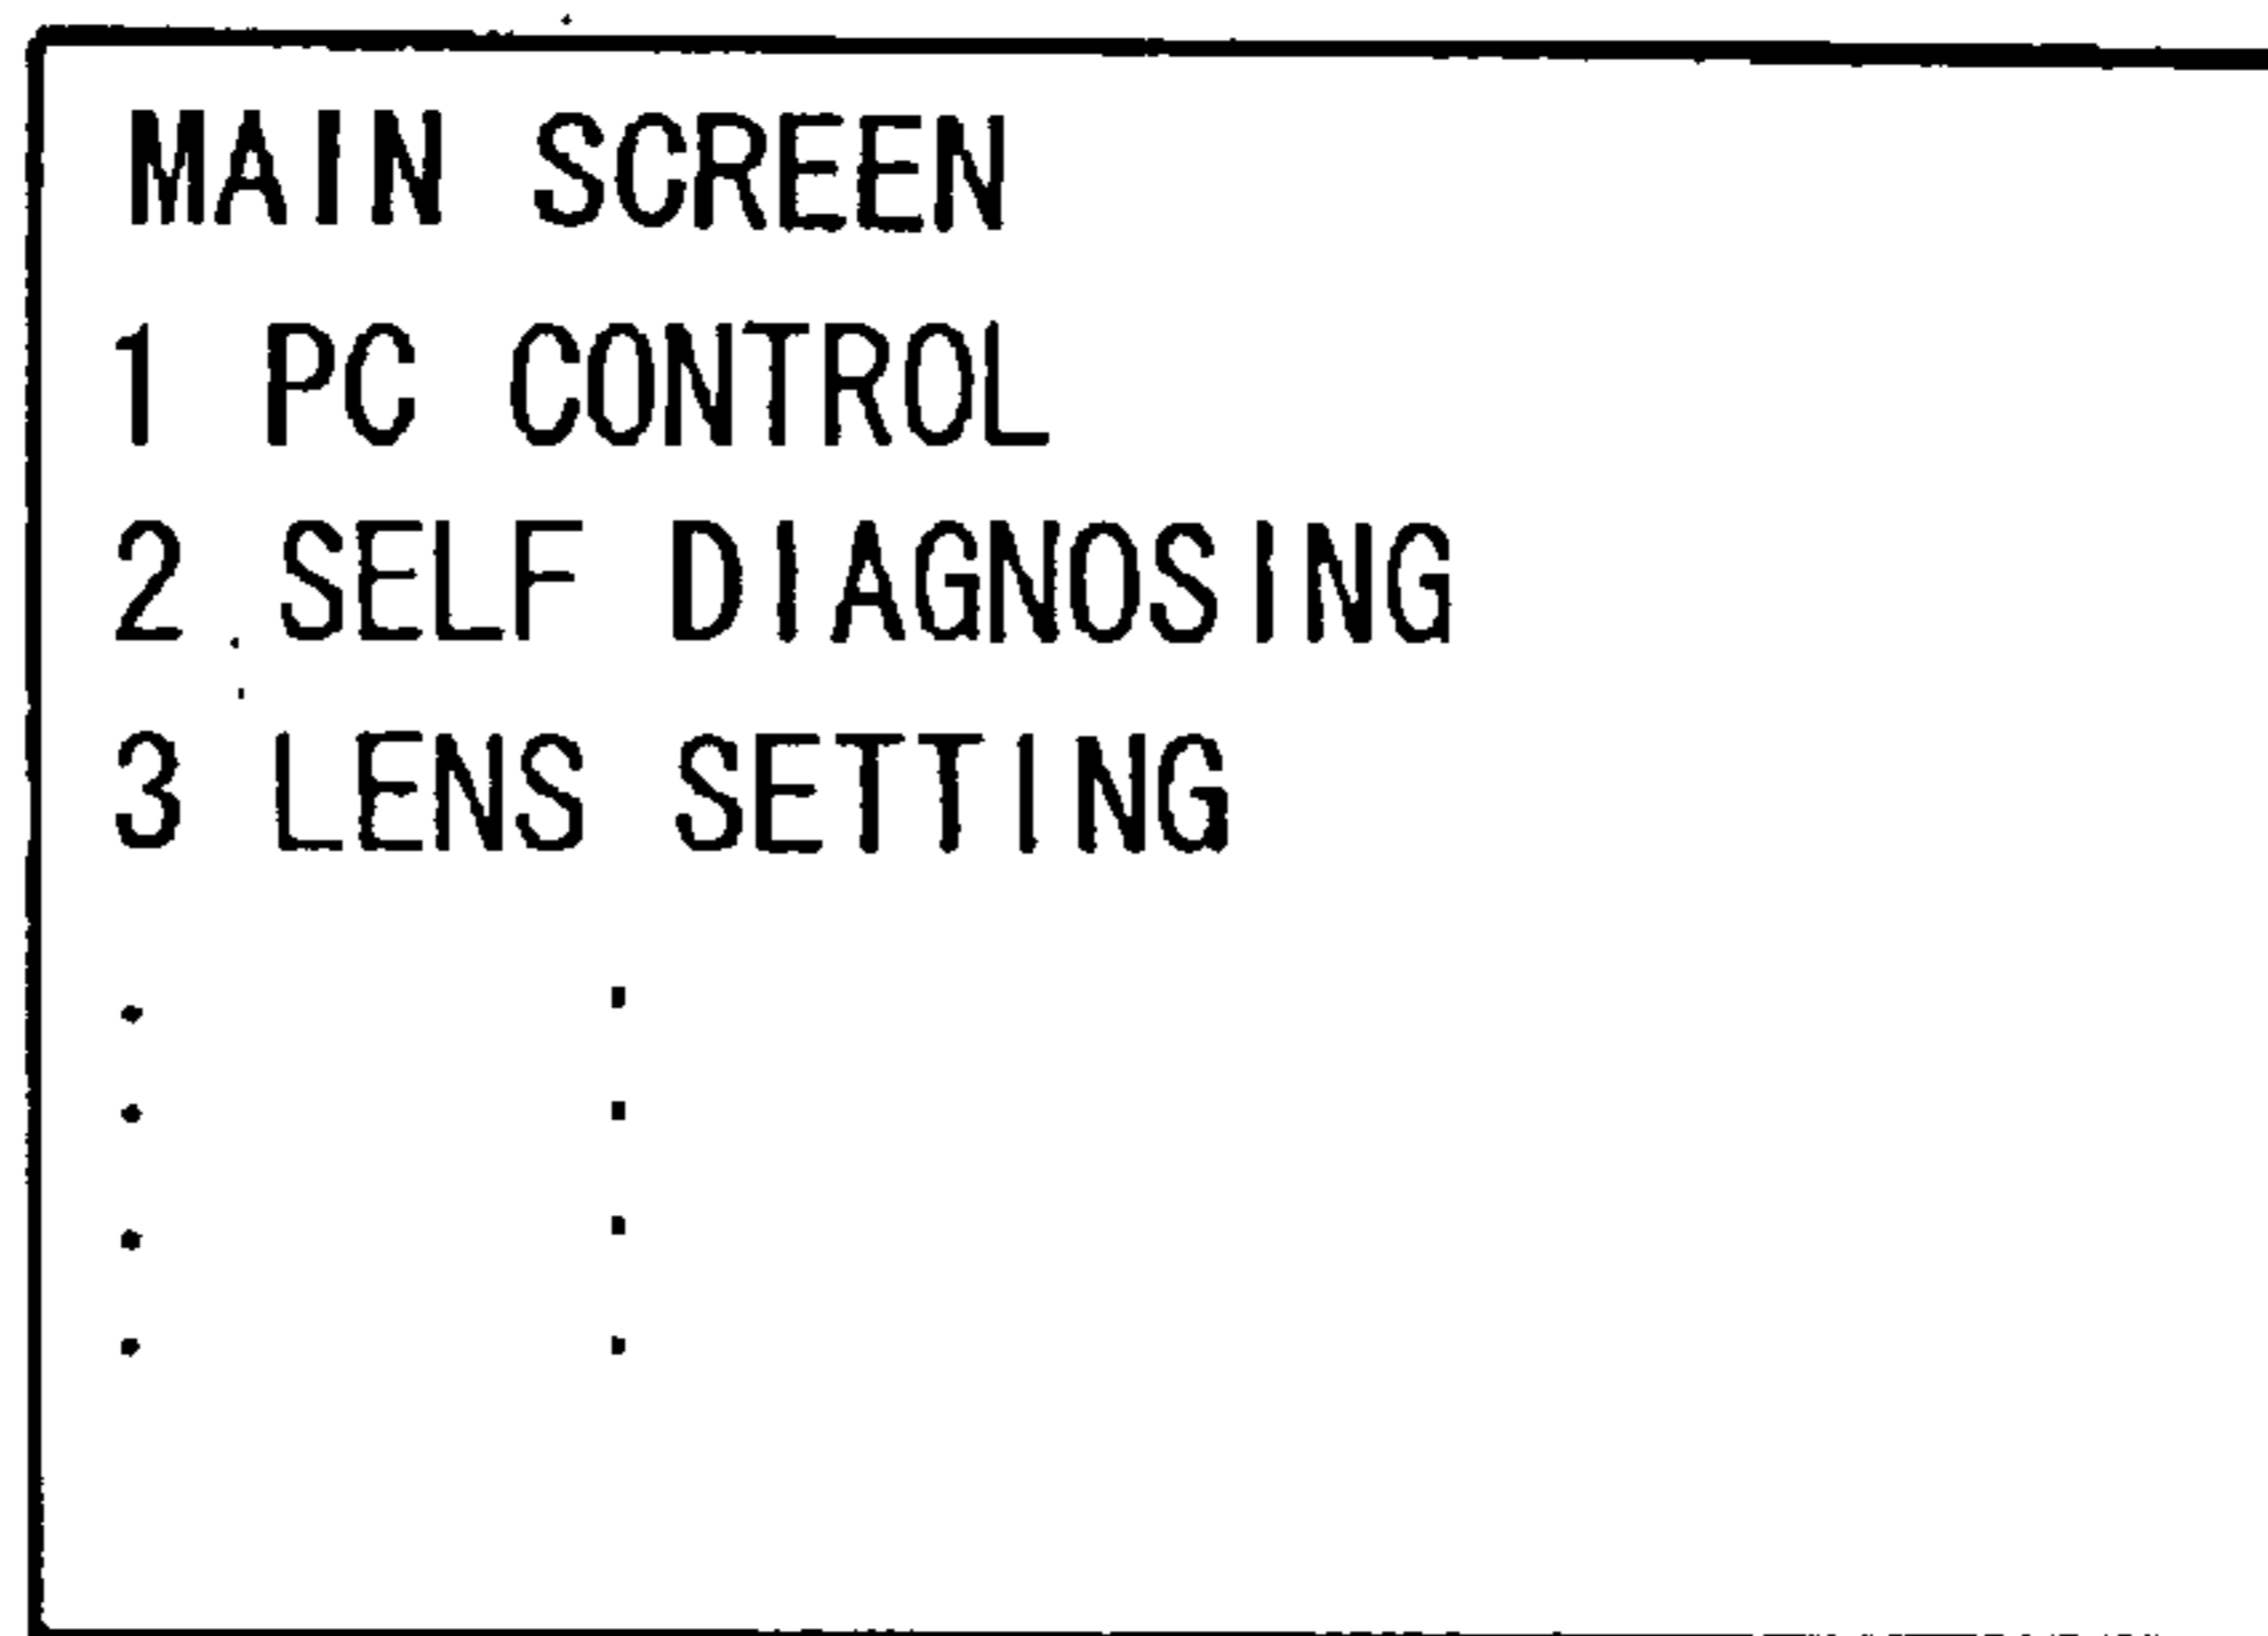 MAIN SCREEN
1 PC CONTROL
2 SELF DIAGNOSING
3 LENS SETTING